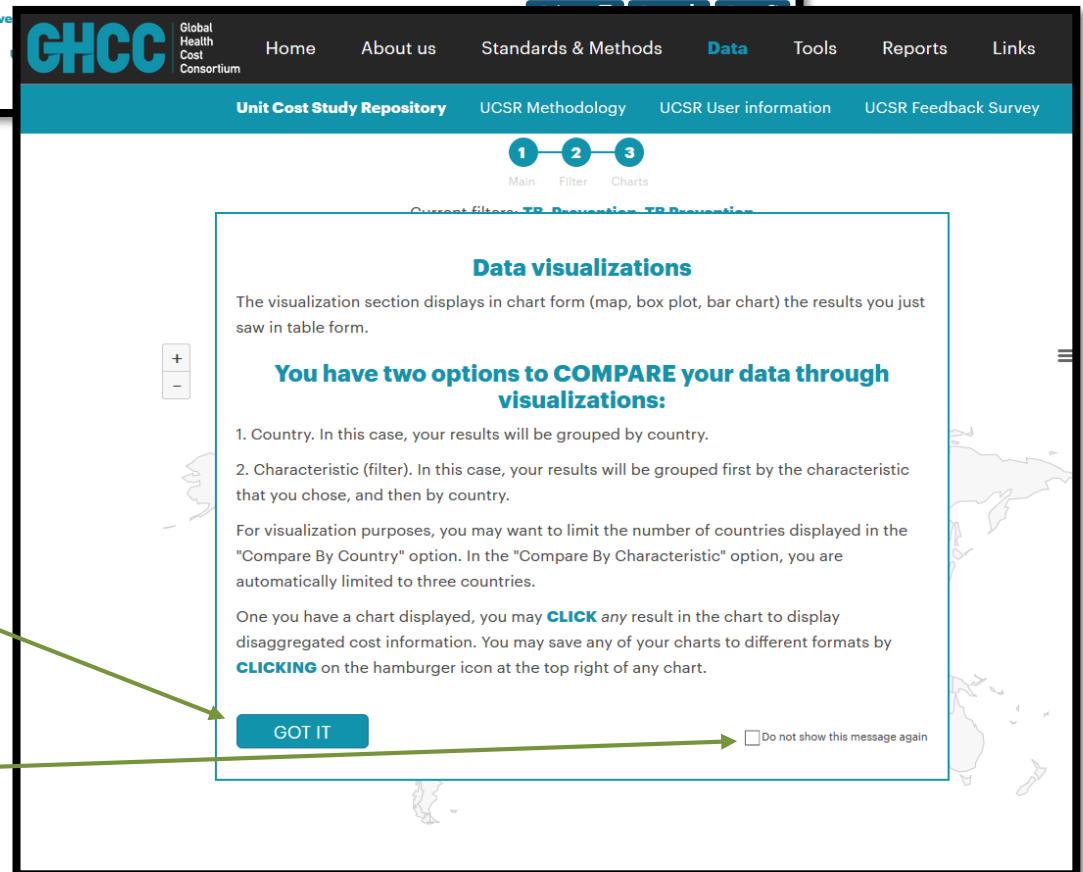 GHCC
Global
Health
Cost
Consortium
Home About us Standards & Methods Data Tools Reports Links
Unit Cost Study Repository UCSR Methodology UCSR User information UCSR Feedback Survey
1 2 3
Main Filter Charts
Current filters: TB, Prevention, TB Prevention
Data visualizations
The visualization section displays in chart form (map, box plot, bar chart) the results you just
saw in table form.
You have two options to COMPARE your data through
visualizations:
1. Country. In this case, your results will be grouped by country.
2. Characteristic (filter). In this case, your results will be grouped first by the characteristic
that you chose, and then by country.
For visualization purposes, you may want to limit the number of countries displayed in the
"Compare By Country" option. In the "Compare By Characteristic" option, you are
automatically limited to three countries.
One you have a chart displayed, you may CLICK any result in the chart to display
disaggregated cost information. You may save any of your charts to different formats by
CLICKING on the hamburger icon at the top right of any chart.
+
−
GOT IT
Do not show this message again